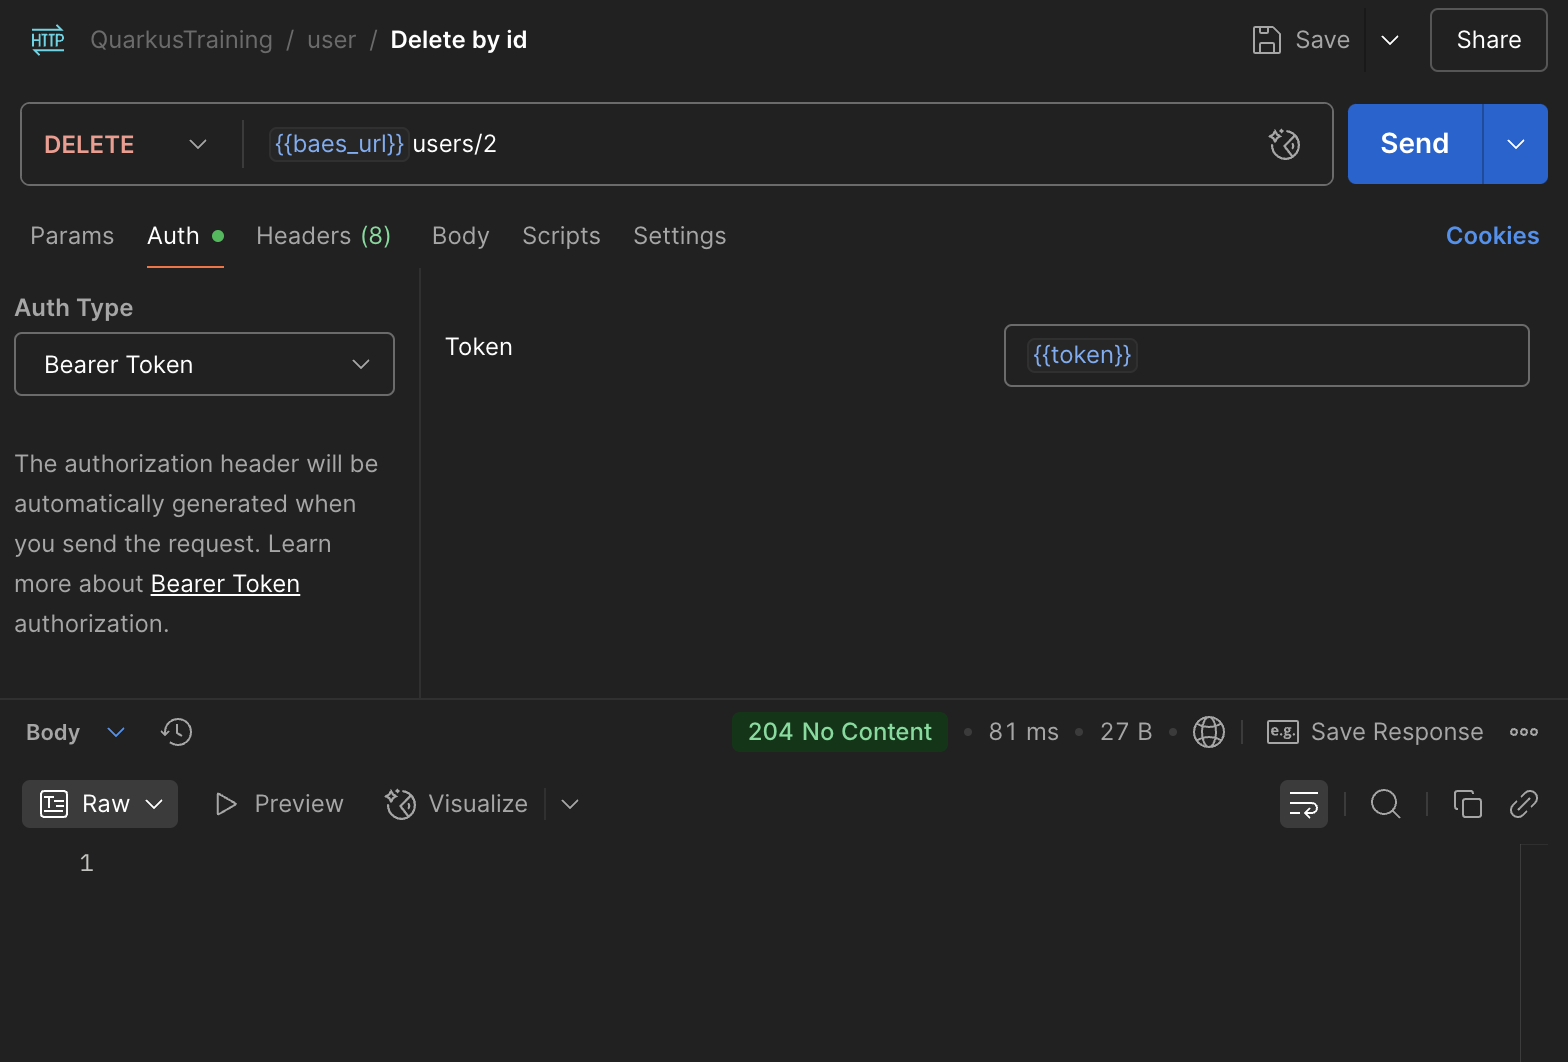 HTTP QuarkusTraining / user / Delete by id Save Share
DELETE {{baes_url}} users/2 Send
Params Auth Headers (8) Body Scripts Settings Cookies
Auth Type
Bearer Token
Token {{token}}
The authorization header will be
automatically generated when
you send the request. Learn
more about Bearer Token
authorization.
Body 204 No Content • 81 ms • 27 B • e.g. Save Response
Raw Preview Visualize
1